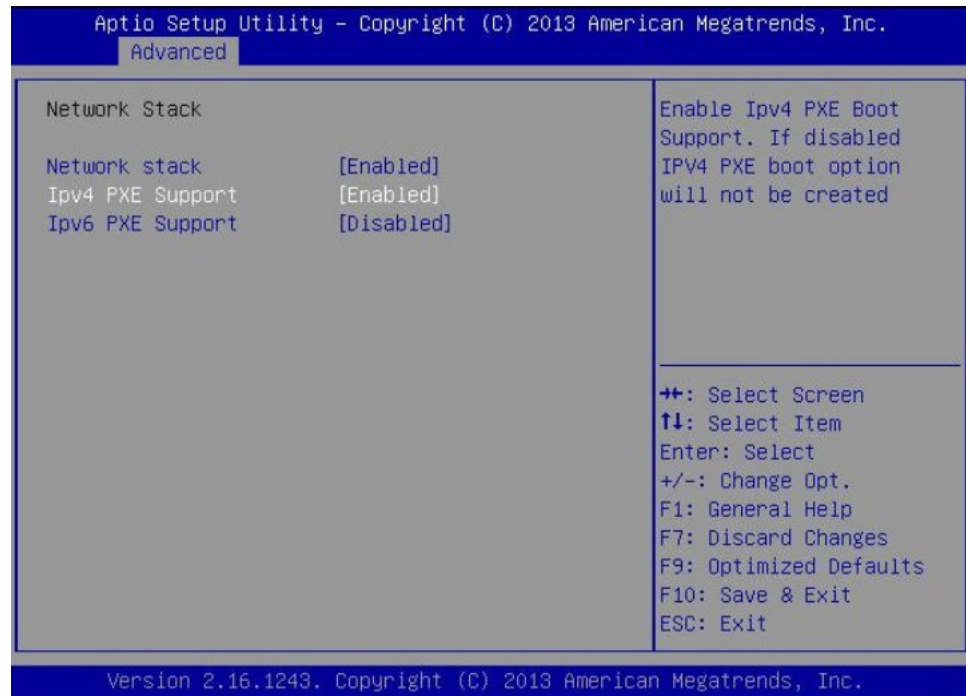 Aptio Setup Utility – Copyright (C) 2013 American Megatrends, Inc.
Advanced
Network Stack
Network stack [Enabled]
Ipv4 PXE Support [Enabled]
Ipv6 PXE Support [Disabled]
Enable Ipv4 PXE Boot
Support. If disabled
IPV4 PXE boot option
will not be created
→←: Select Screen
↑↓: Select Item
Enter: Select
+/-: Change Opt.
F1: General Help
F7: Discard Changes
F9: Optimized Defaults
F10: Save & Exit
ESC: Exit
Version 2.16.1243. Copyright (C) 2013 American Megatrends, Inc.